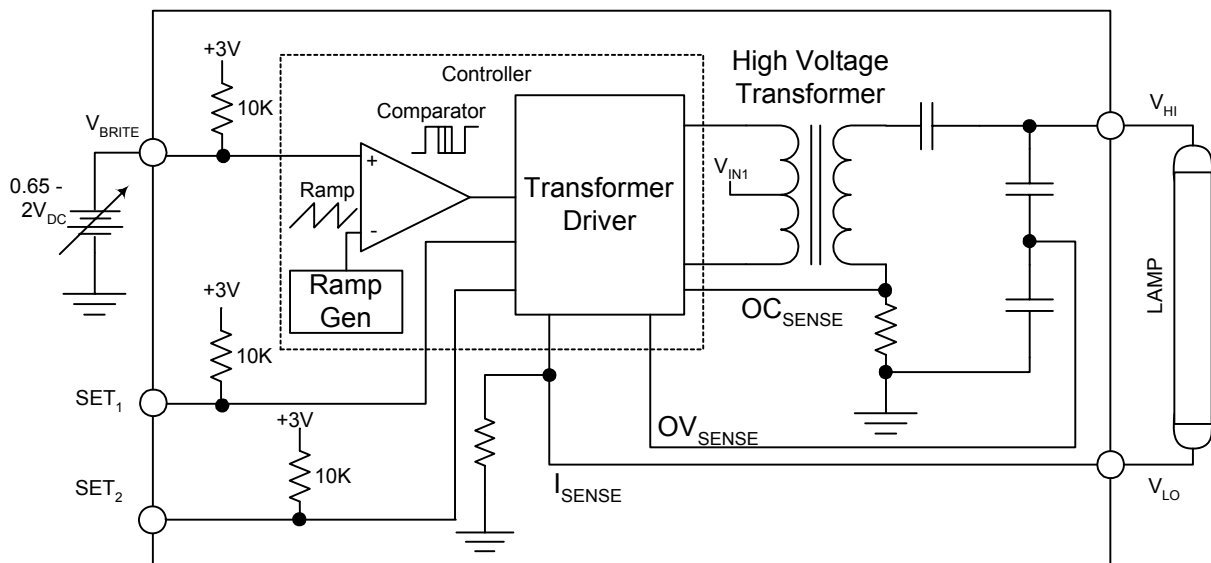 +3V
Controller
High Voltage
Transformer
10K
Comparator
V_BRITE
V_HI
+
Ramp
V_IN1
Transformer
Driver
0.65 -
2V_DC
-
Ramp
Gen
+3V
OC_SENSE
LAMP
10K
SET_1
+3V
OV_SENSE
10K
SET_2
I_SENSE
V_LO